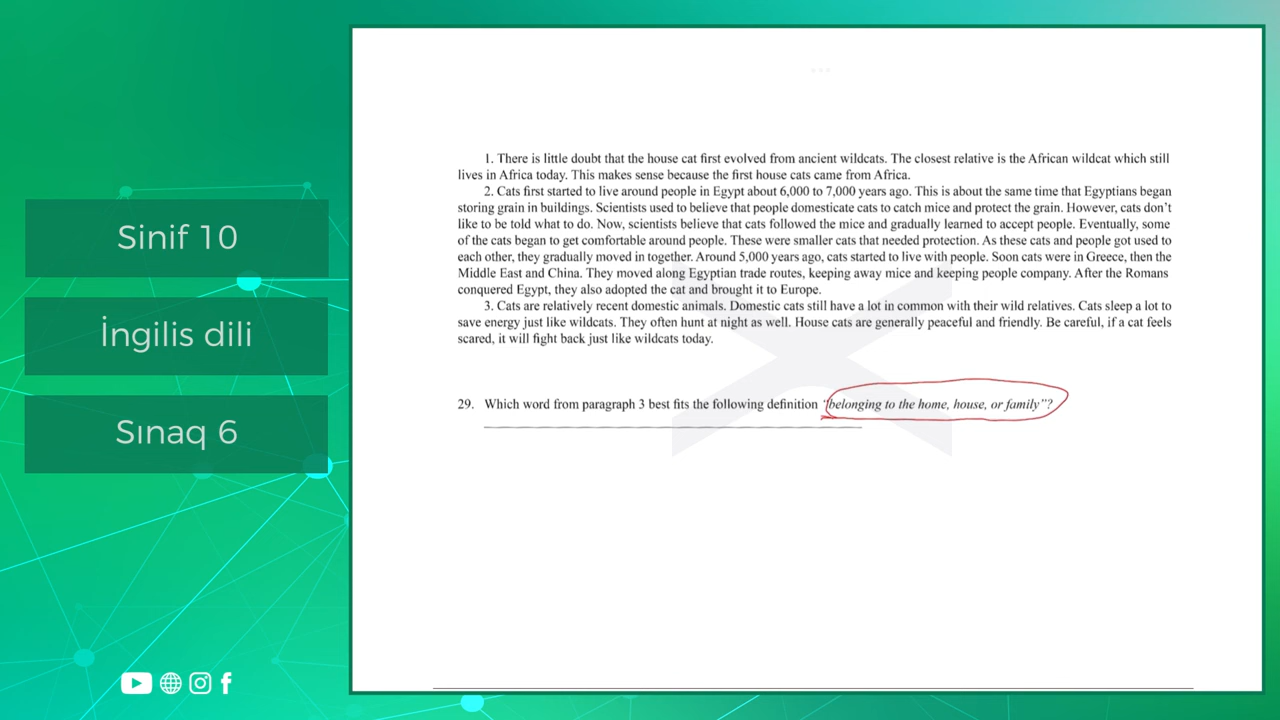 Sinif 10
İngilis dili
Sınaq 6
1. There is little doubt that the house cat first evolved from ancient wildcats. The closest relative is the African wildcat which still
lives in Africa today. This makes sense because the first house cats came from Africa.
2. Cats first started to live around people in Egypt about 6,000 to 7,000 years ago. This is about the same time that Egyptians began
storing grain in buildings. Scientists used to believe that people domesticate cats to catch mice and protect the grain. However, cats don't
like to be told what to do. Now, scientists believe that cats followed the mice and gradually learned to accept people. Eventually, some
of the cats began to get comfortable around people. These were smaller cats that needed protection. As these cats and people got used to
each other, they gradually moved in together. Around 5,000 years ago, cats started to live with people. Soon cats were in Greece, then the
Middle East and China. They moved along Egyptian trade routes, keeping away mice and keeping people company. After the Romans
conquered Egypt, they also adopted the cat and brought it to Europe.
3. Cats are relatively recent domestic animals. Domestic cats still have a lot in common with their wild relatives. Cats sleep a lot to
save energy just like wildcats. They often hunt at night as well. House cats are generally peaceful and friendly. Be careful, if a cat feels
scared, it will fight back just like wildcats today.
29. Which word from paragraph 3 best fits the following definition "belonging to the home, house, or family"?